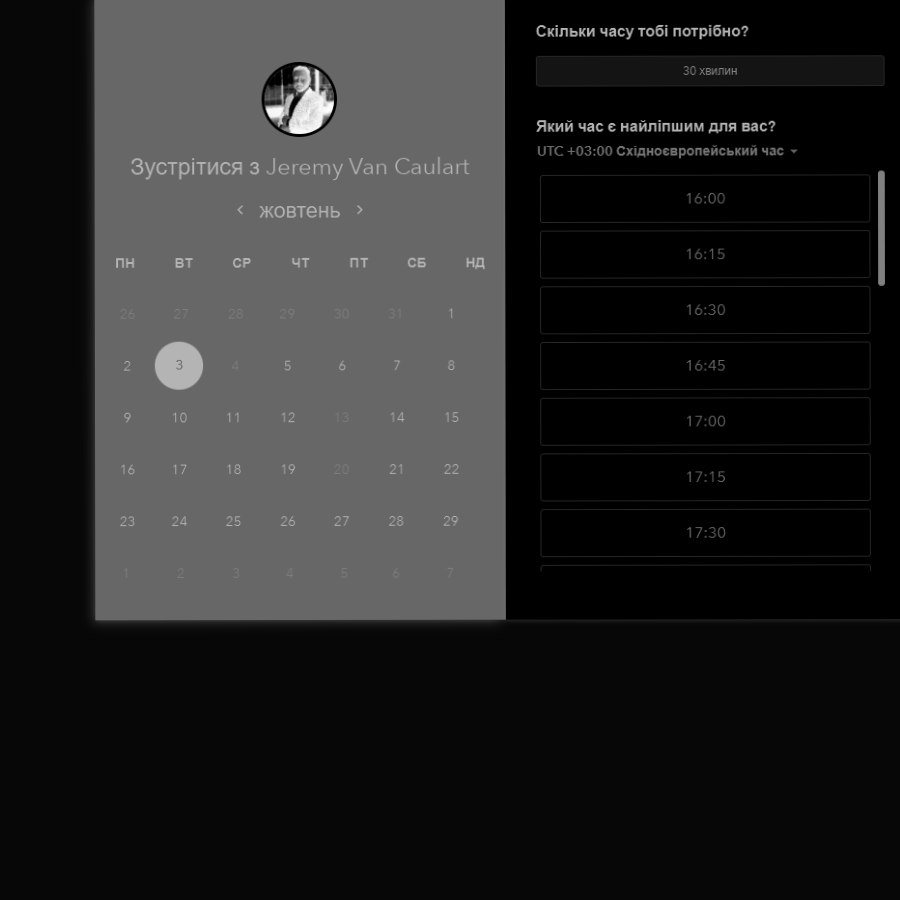 Зустрітися з Jeremy Van Caulart
жовтень
ПН ВТ СР ЧТ ПТ СБ НД
26 27 28 29 30 31 1
2 3 4 5 6 7 8
9 10 11 12 13 14 15
16 17 18 19 20 21 22
23 24 25 26 27 28 29
1 2 3 4 5 6 7
Скільки часу тобі потрібно?
30 хвилин
Який час є найліпшим для вас?
UTC +03:00 Східноєвропейський час
16:00
16:15
16:30
16:45
17:00
17:15
17:30